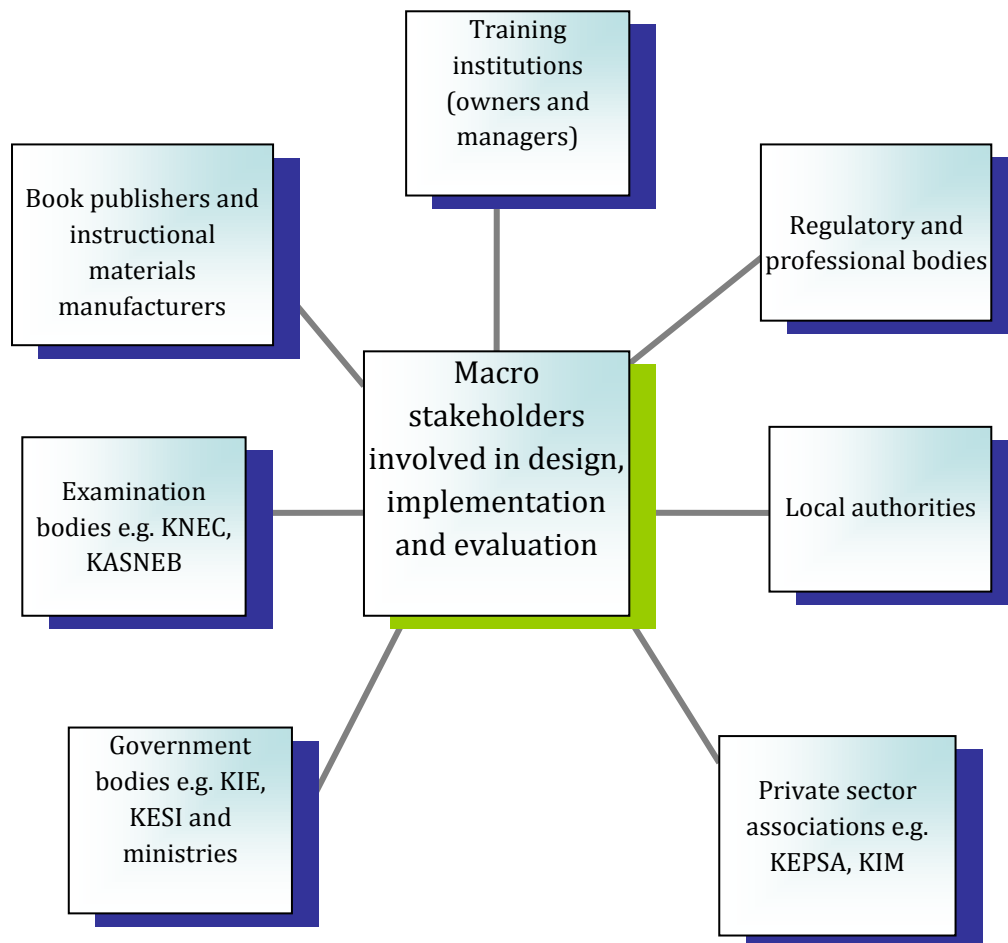 Training
institutions
(owners and
managers)
Book publishers and
instructional
materials
manufacturers
Regulatory and
professional bodies
Macro
stakeholders
involved in design,
implementation
and evaluation
Examination
bodies e.g. KNEC,
KASNEB
Local authorities
Government
bodies e.g. KIE,
KESI and
ministries
Private sector
associations e.g.
KEPSA, KIM